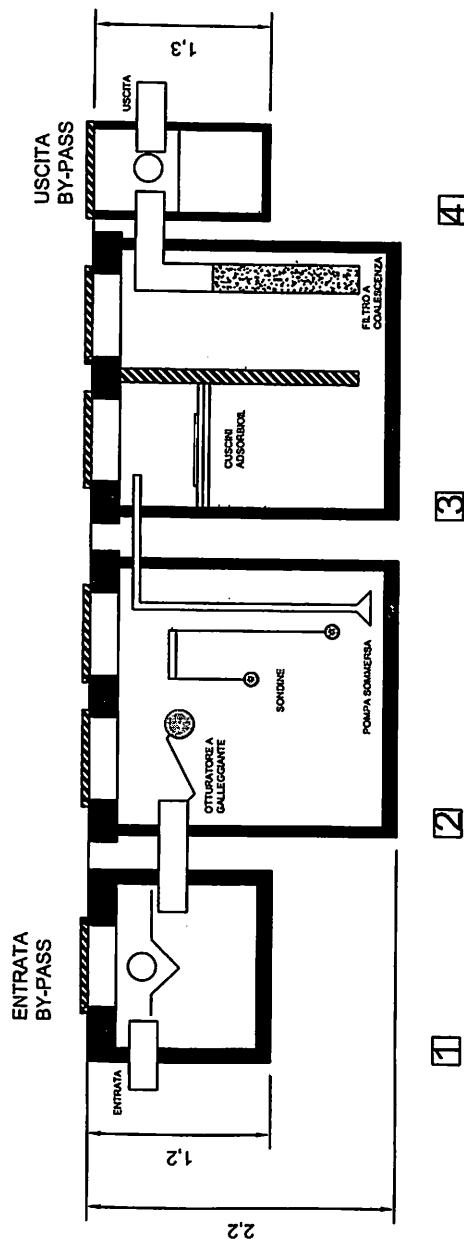 ENTRATA
BY-PASS
USCITA
BY-PASS
ENTRATA
OTTURATORE A
GALLEGGIANTE
SONDINE
POMPA SOMMERSA
CUSCINI
ADSORBIOIL
FILTRO A
COALESCENZA
USCITA
1,2
2,2
1,3
1
2
3
4